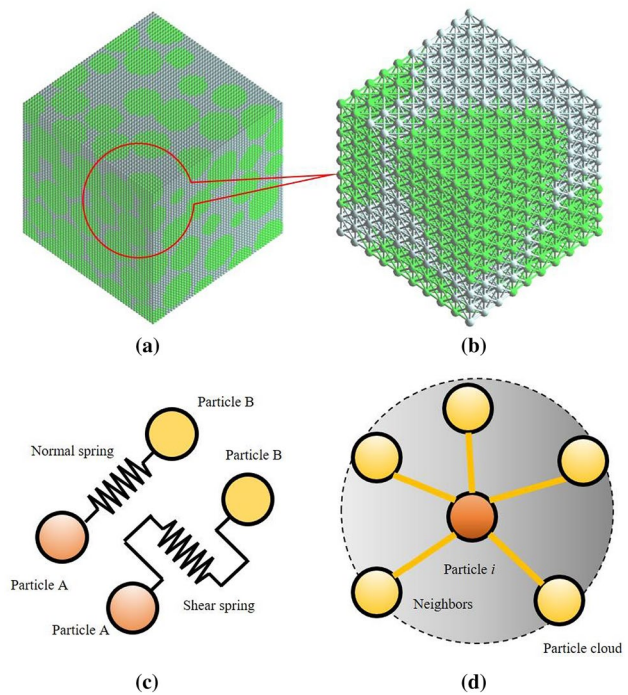 (a)
(b)
Particle B
Normal spring
Particle B
Particle A
Shear spring
Particle A
Particle i
Neighbors
Particle cloud
(c)
(d)